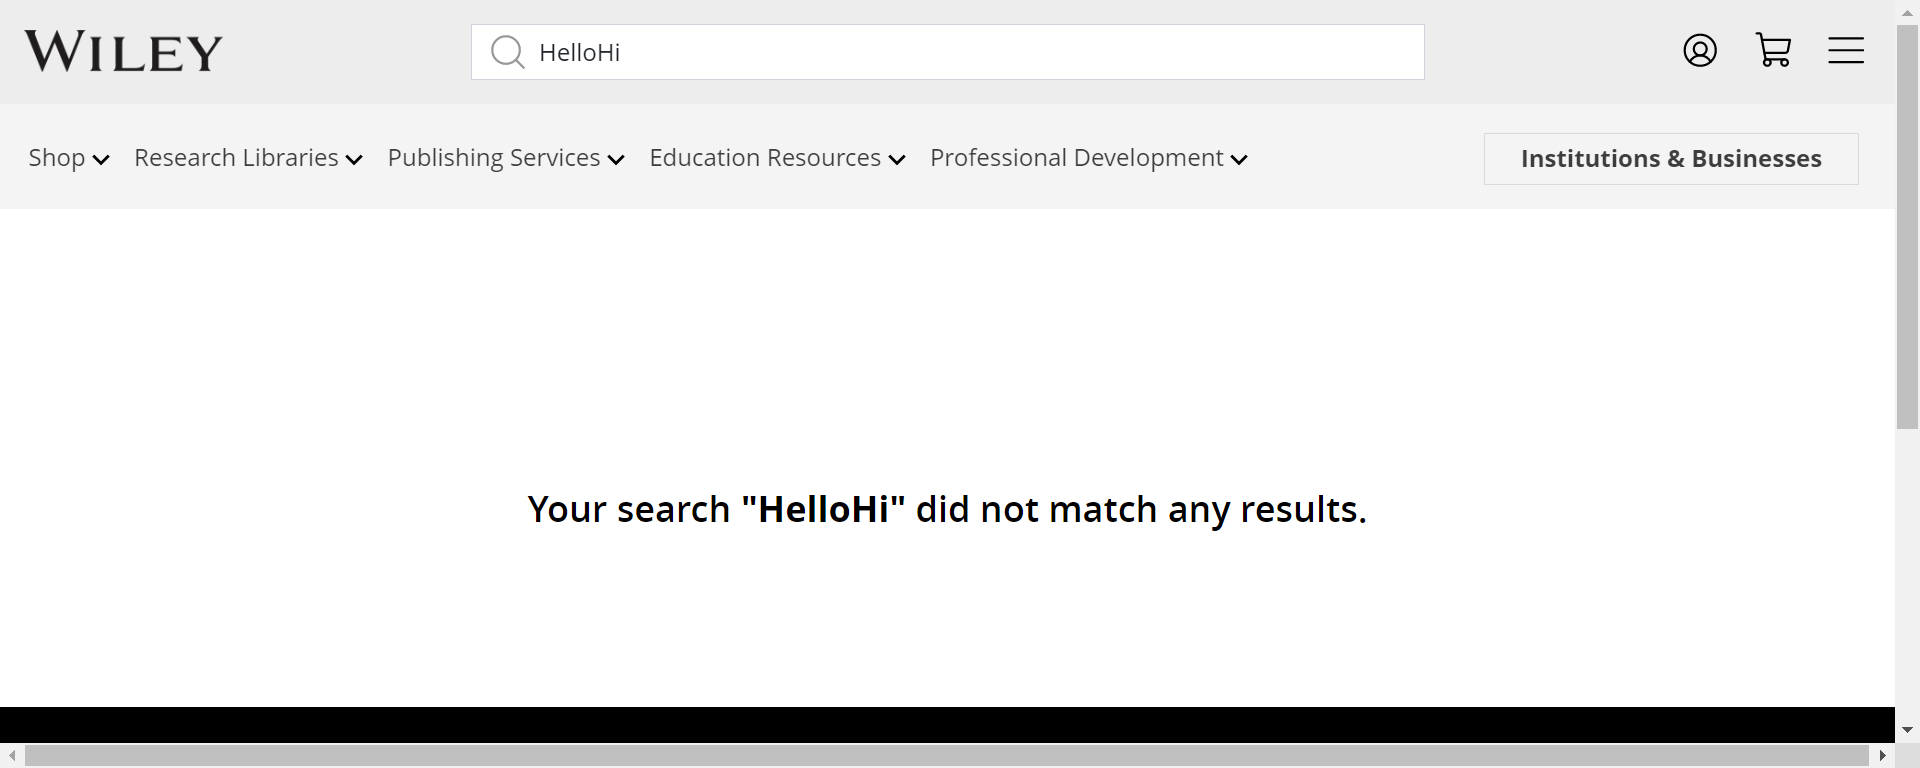 WILEY
HelloHi
Shop Research Libraries Publishing Services Education Resources Professional Development Institutions & Businesses
Your search "HelloHi" did not match any results.